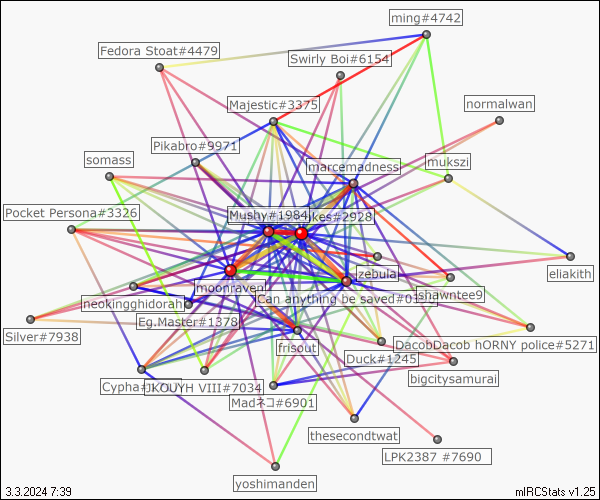 ming#4742
Fedora Stoat#4479
Swirly Boi#6154
Majestic#3375
normalwan
Pikabro#9971
somass
marcemadness
mukszi
Pocket Persona#3326
Mushy#1984
kes#2928
eliakith
zebula
moonraven
Can anything be saved#01
shawntee9
neokingghidorah
Eg.Master#1378
Silver#7938
frisout
DacobDacob hORNY police#5271
Duck#1245
bigcitysamurai
Cypha
JKOUYH VIII#7034
Madネコ#6901
thesecondtwat
LPK2387 #7690
yoshimanden
3.3.2024 7:39
mIRCStats v1.25